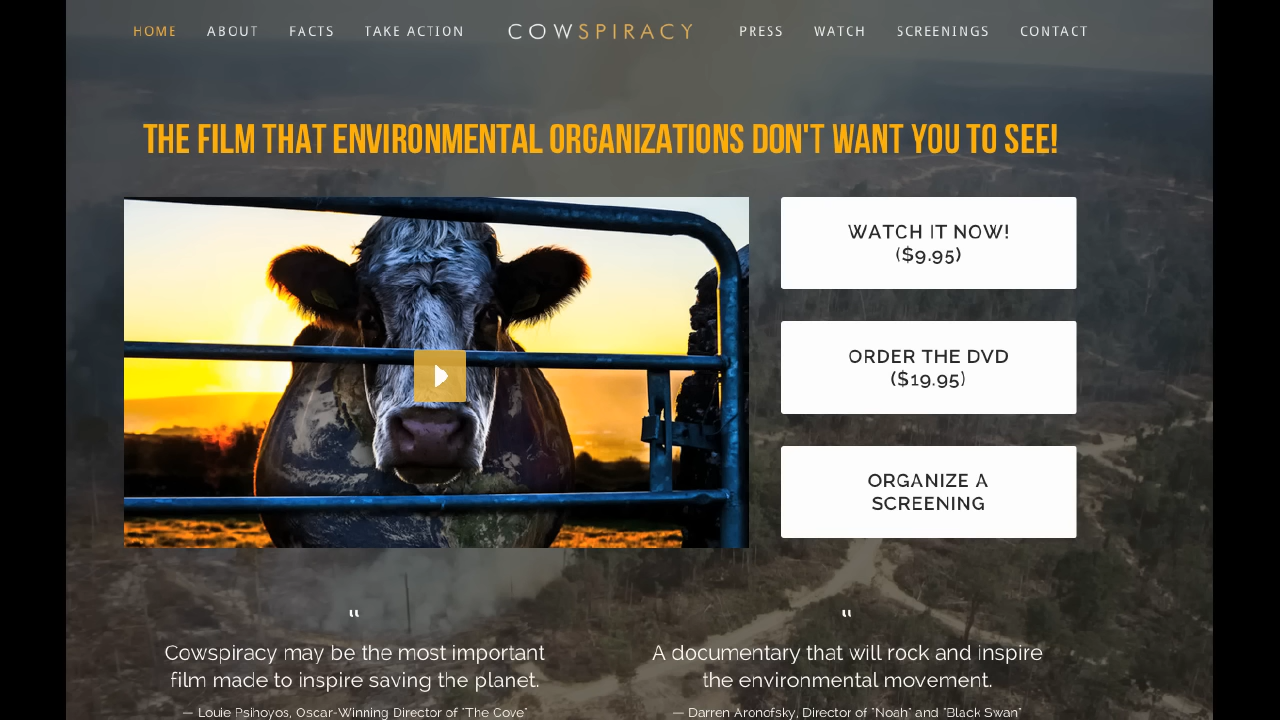 HOME ABOUT FACTS TAKE ACTION COWSPIRACY PRESS WATCH SCREENINGS CONTACT
THE FILM THAT ENVIRONMENTAL ORGANIZATIONS DON'T WANT YOU TO SEE!
WATCH IT NOW!
($9.95)
ORDER THE DVD
($19.95)
ORGANIZE A
SCREENING
“
Cowspiracy may be the most important
film made to inspire saving the planet.
— Louie Psihoyos, Oscar-Winning Director of "The Cove"
“
A documentary that will rock and inspire
the environmental movement.
— Darren Aronofsky, Director of "Noah" and "Black Swan"